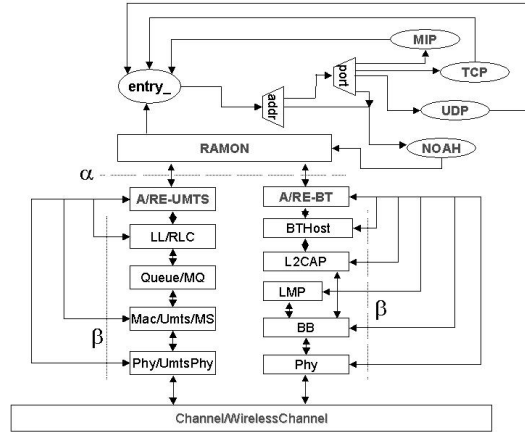 MIP
TCP
entry_
addr
port
UDP
RAMON
NOAH
α
A/RE-UMTS
A/RE-BT
LL/RLC
BTHost
Queue/MQ
L2CAP
LMP
Mac/Umts/MS
β
β
BB
Phy/UmtsPhy
Phy
Channel/WirelessChannel